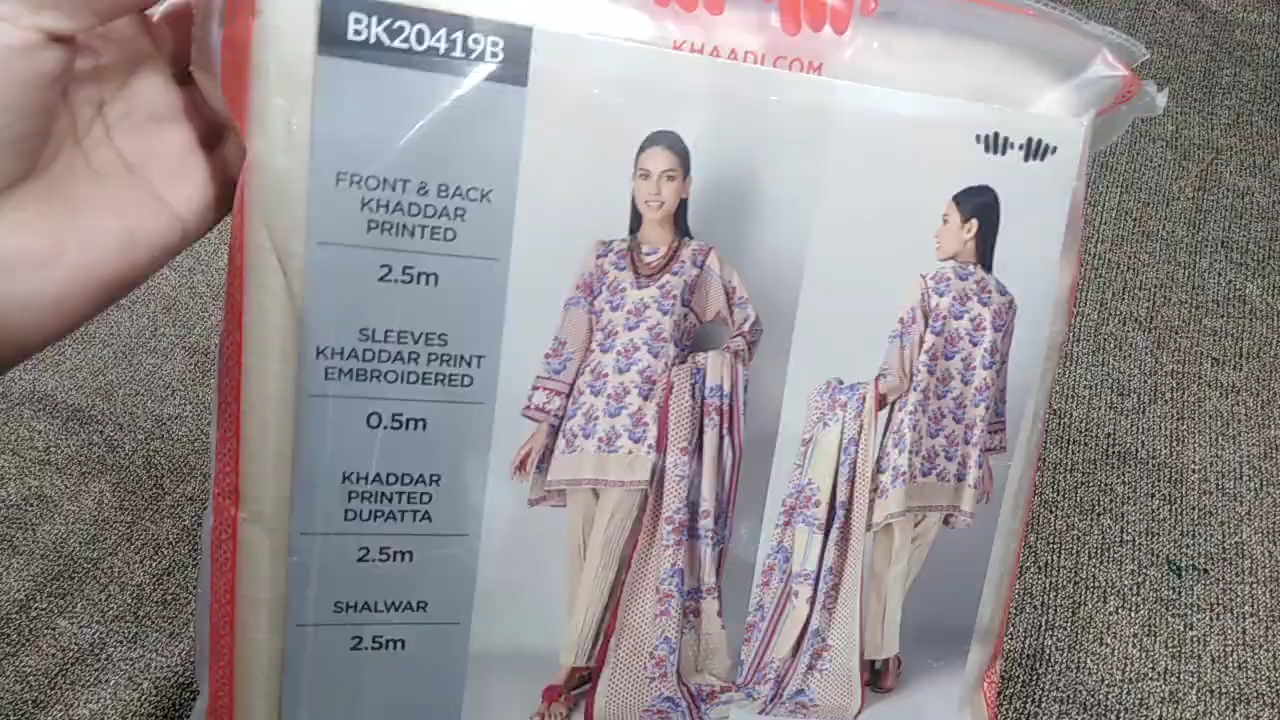 BK20419B
KHAADI.COM
FRONT & BACK
KHADDAR
PRINTED
2.5m
SLEEVES
KHADDAR PRINT
EMBROIDERED
0.5m
KHADDAR
PRINTED
DUPATTA
2.5m
SHALWAR
2.5m